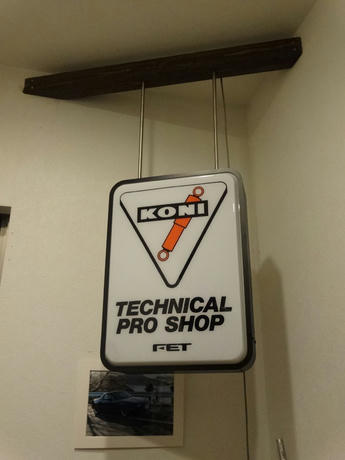 KONI
TECHNICAL
PRO SHOP
FET